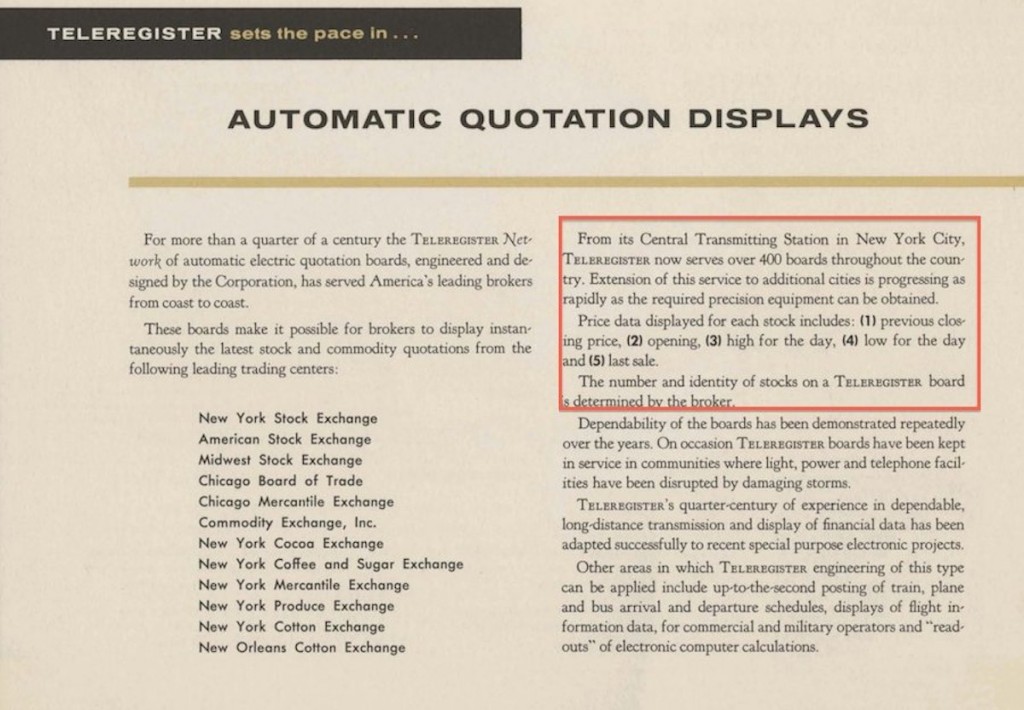 TELEREGISTER sets the pace in . . .
AUTOMATIC QUOTATION DISPLAYS
For more than a quarter of a century the TELEREGISTER Net-
work of automatic electric quotation boards, engineered and de-
signed by the Corporation, has served America's leading brokers
from coast to coast.
These boards make it possible for brokers to display instan-
taneously the latest stock and commodity quotations from the
following leading trading centers:
New York Stock Exchange
American Stock Exchange
Midwest Stock Exchange
Chicago Board of Trade
Chicago Mercantile Exchange
Commodity Exchange, Inc.
New York Cocoa Exchange
New York Coffee and Sugar Exchange
New York Mercantile Exchange
New York Produce Exchange
New York Cotton Exchange
New Orleans Cotton Exchange
From its Central Transmitting Station in New York City,
TELEREGISTER now serves over 400 boards throughout the coun-
try. Extension of this service to additional cities is progressing as
rapidly as the required precision equipment can be obtained.
Price data displayed for each stock includes: (1) previous clos-
ing price, (2) opening, (3) high for the day, (4) low for the day
and (5) last sale.
The number and identity of stocks on a TELEREGISTER board
is determined by the broker.
Dependability of the boards has been demonstrated repeatedly
over the years. On occasion TELEREGISTER boards have been kept
in service in communities where light, power and telephone facil-
ities have been disrupted by damaging storms.
TELEREGISTER's quarter-century of experience in dependable,
long-distance transmission and display of financial data has been
adapted successfully to recent special purpose electronic projects.
Other areas in which TELEREGISTER engineering of this type
can be applied include up-to-the-second posting of train, plane
and bus arrival and departure schedules, displays of flight in-
formation data, for commercial and military operators and "read-
outs" of electronic computer calculations.